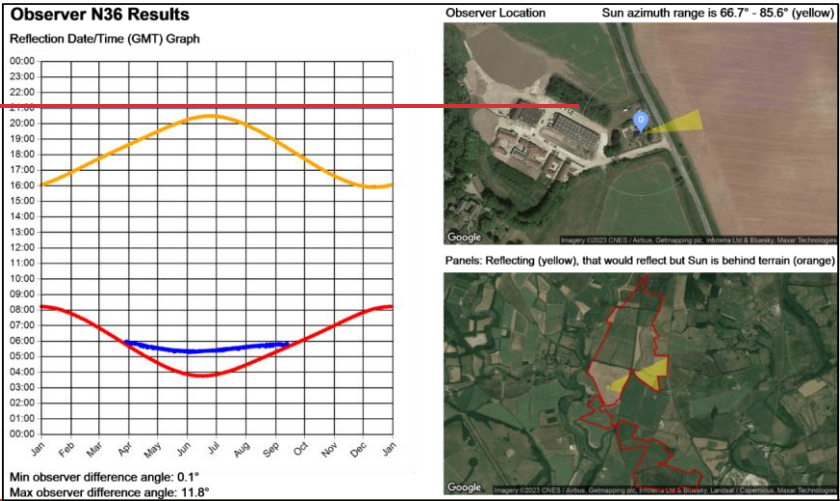 Observer N36 Results
Reflection Date/Time (GMT) Graph
00:00
23:00
22:00
21:00
20:00
19:00
18:00
17:00
16:00
15:00
14:00
13:00
12:00
11:00
10:00
09:00
08:00
07:00
06:00
05:00
04:00
03:00
02:00
01:00
00:00
Jan Feb Mar Apr May Jun Jul Aug Sep Oct Nov Dec Jan
Min observer difference angle: 0.1°
Max observer difference angle: 11.8°
Observer Location Sun azimuth range is 66.7° - 85.6° (yellow)
O
Google Imagery ©2023 CNES / Airbus, Getmapping plc, Infoterra Ltd & Bluesky, Maxar Technologies
Panels: Reflecting (yellow), that would reflect but Sun is behind terrain (orange)
Google Imagery ©2023 CNES / Airbus, Getmapping plc, Infoterra Ltd & Bluesky, Landsat / Copernicus, Maxar Technologies